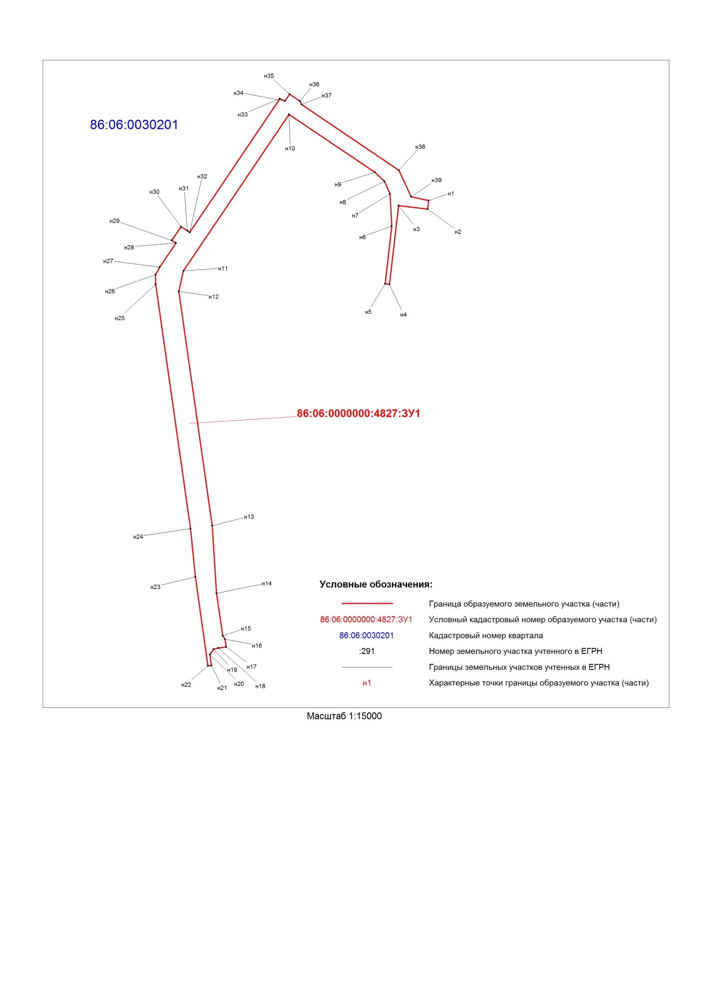 н35
н36
н34
н37
н33
86:06:0030201
н38
н10
н32
н39
н9
н31
н30
н1
н8
н7
н29
н3
н2
н6
н28
н27
н11
н26
н12
н5
н4
н25
86:06:0000000:4827:ЗУ1
н13
н24
н14
н23
Условные обозначения:
Граница образуемого земельного участка (части)
86:06:0000000:4827:ЗУ1 Условный кадастровый номер образуемого участка (части)
н15
86:06:0030201 Кадастровый номер квартала
н16
:291 Номер земельного участка учтенного в ЕГРН
н17
Границы земельных участков учтенных в ЕГРН
н19
н1 Характерные точки границы образуемого участка (части)
н20
н22
н18
н21
Масштаб 1:15000